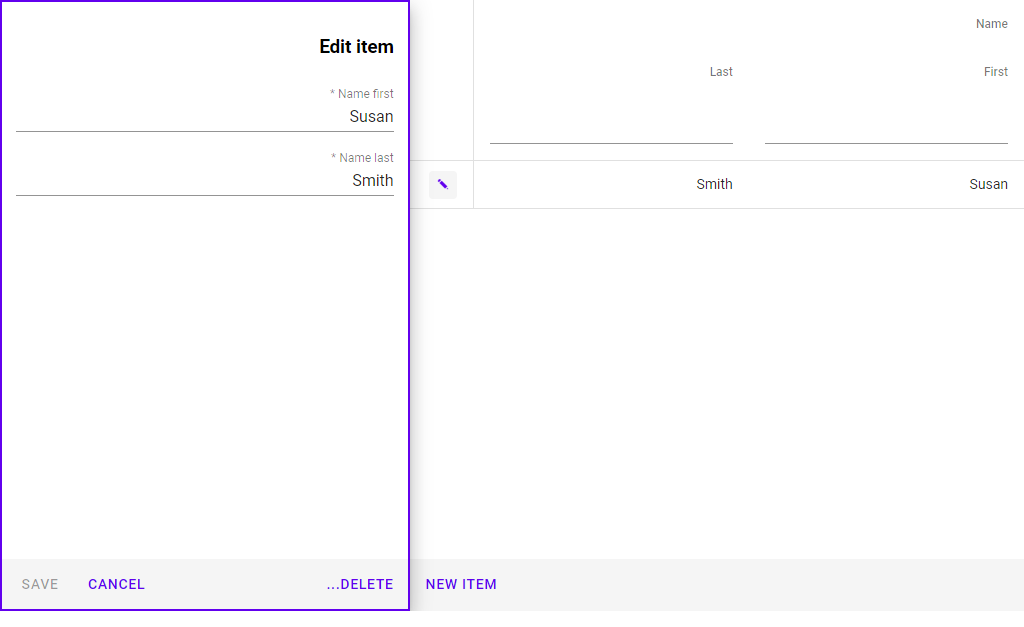 Edit item
* Name first
Susan
* Name last
Smith
SAVE CANCEL ...DELETE
Name
Last First
Smith Susan
NEW ITEM